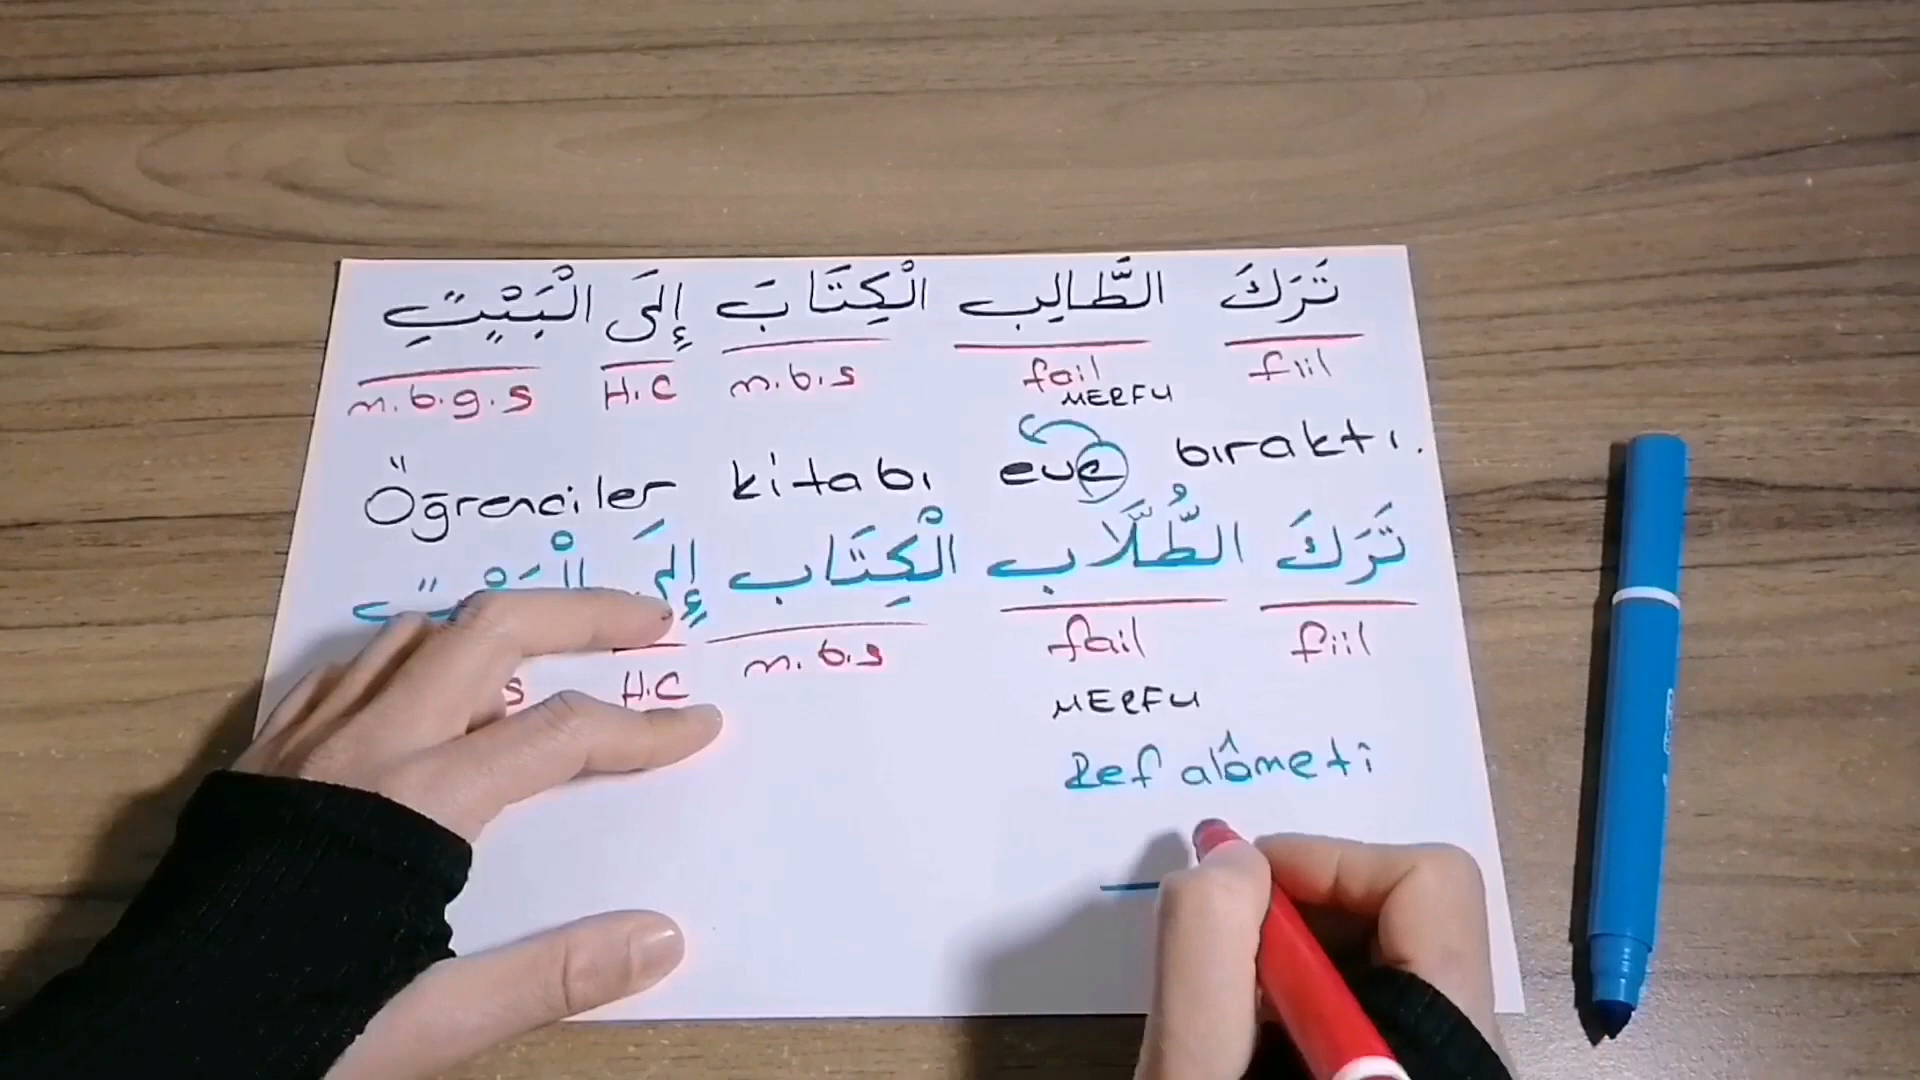 تَرَكَ الطَّالِب الْكِتَابَ إِلَى الْبَيْتِ
fiil fail m.b.s H.C m.b.g.s
MERFU
Öğrenciler kitabı eve bıraktı.
تَرَكَ الطُّلَّاب الْكِتَاب إِلَى
fiil fail m.b.s H.C s
MERFU
Ref alâmeti